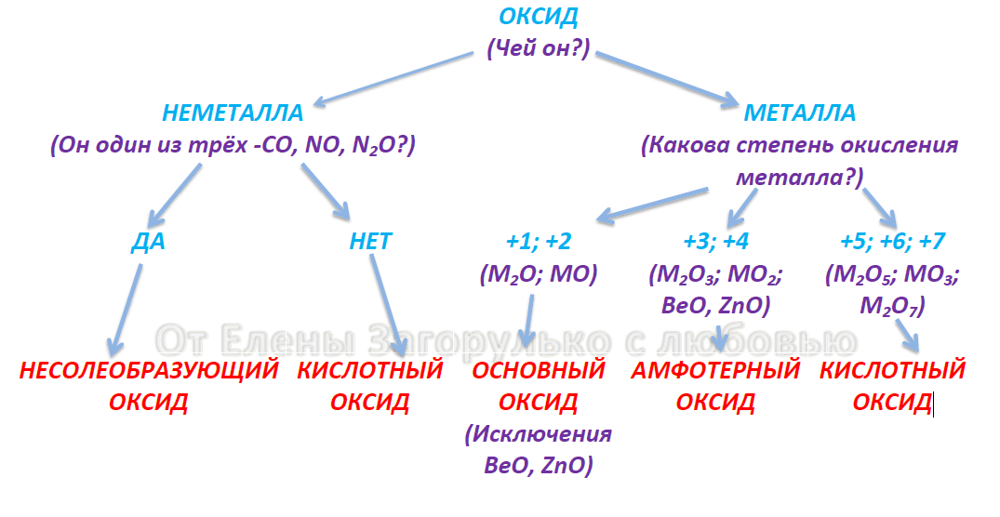 ОКСИД
(Чей он?)
НЕМЕТАЛЛА
(Он один из трёх -CO, NO, N₂O?)
МЕТАЛЛА
(Какова степень окисления
металла?)
ДА
НЕТ
+1; +2
(M₂O; MO)
+3; +4
(M₂O₃; MO₂;
BeO, ZnO)
+5; +6; +7
(M₂O₅; MO₃;
M₂O₇)
От Елены Загорулько с любовью
НЕСОЛЕОБРАЗУЮЩИЙ
ОКСИД
КИСЛОТНЫЙ
ОКСИД
ОСНОВНЫЙ
ОКСИД
(Исключения
BeO, ZnO)
АМФОТЕРНЫЙ
ОКСИД
КИСЛОТНЫЙ
ОКСИД